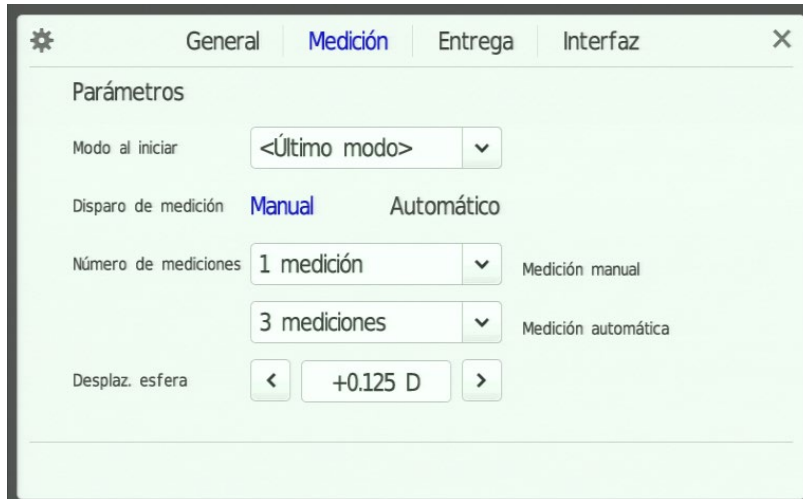 General Medición Entrega Interfaz
Parámetros
Modo al iniciar <Último modo>
Disparo de medición Manual Automático
Número de mediciones 1 medición Medición manual
3 mediciones Medición automática
Desplaz. esfera +0.125 D